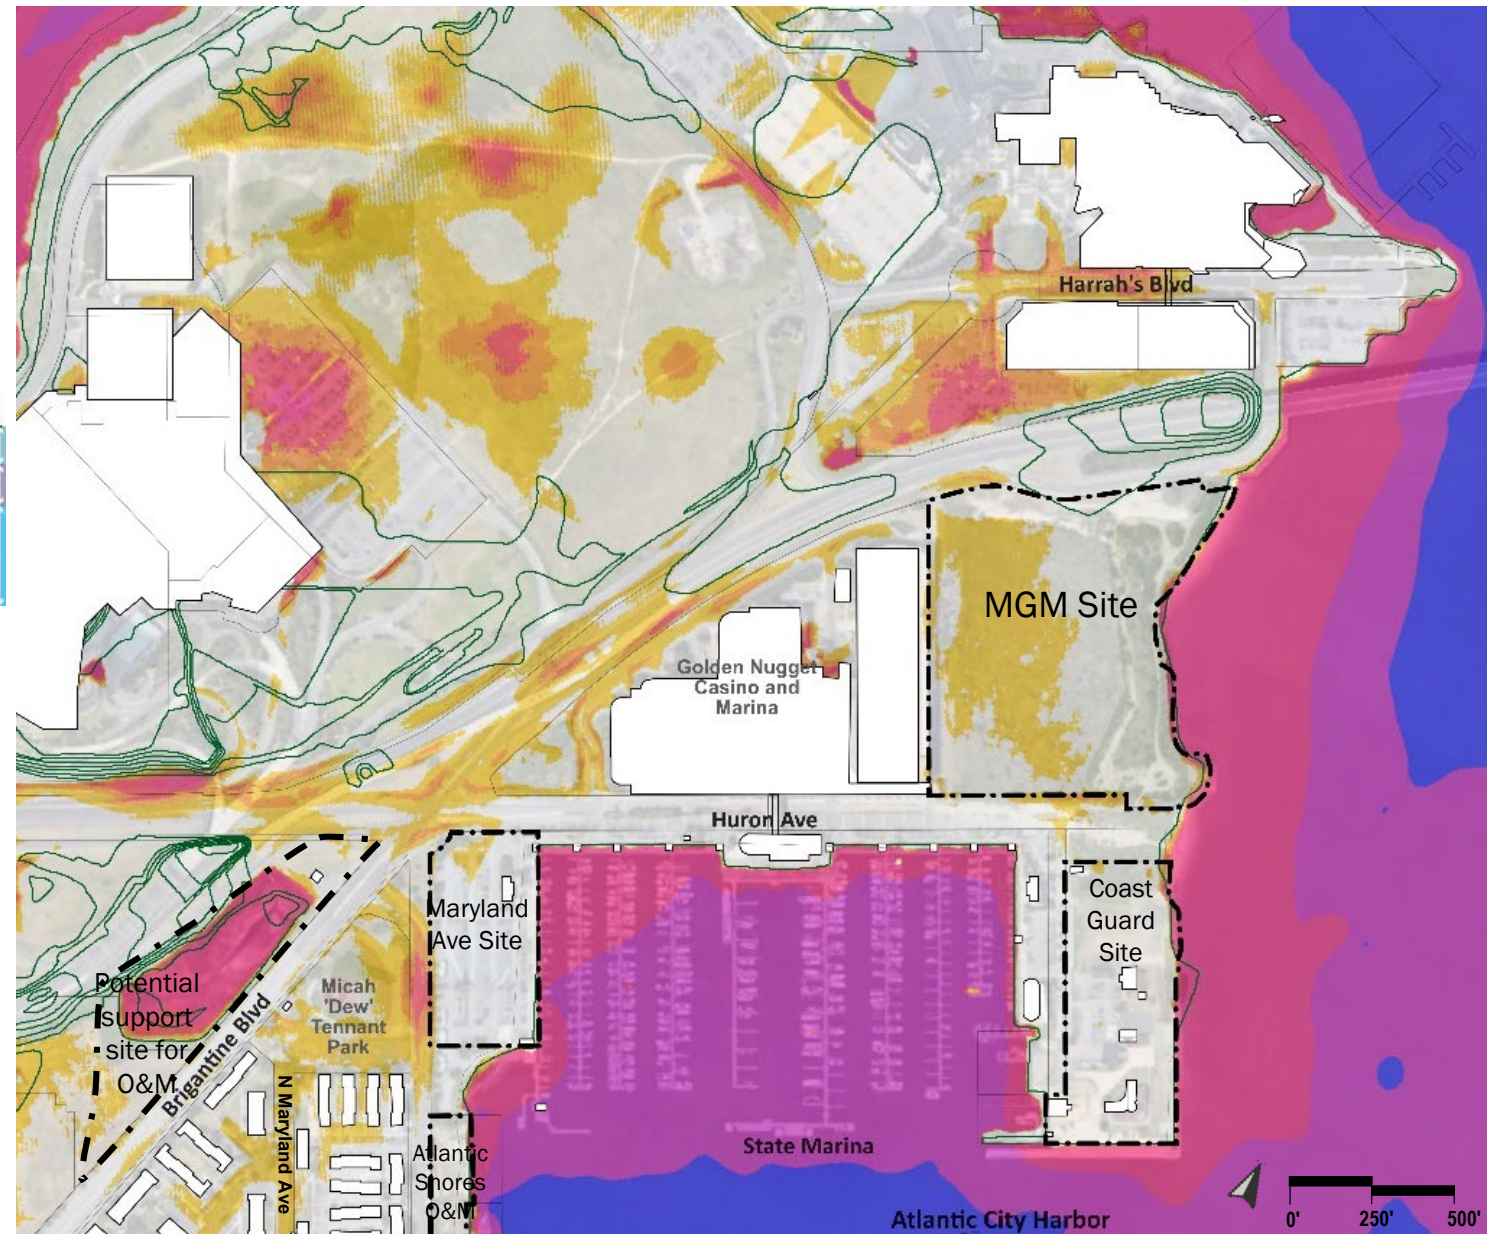 Harrah's Blvd
MGM Site
Golden Nugget
Casino and
Marina
Huron Ave
Maryland
Ave Site
Coast
Guard
Site
Potential
support
site for
O&M
Brigantine Blvd
Micah
'Dew'
Tennant
Park
N Maryland Ave
Atlantic
Shores
O&M
State Marina
Atlantic City Harbor
0' 250' 500'